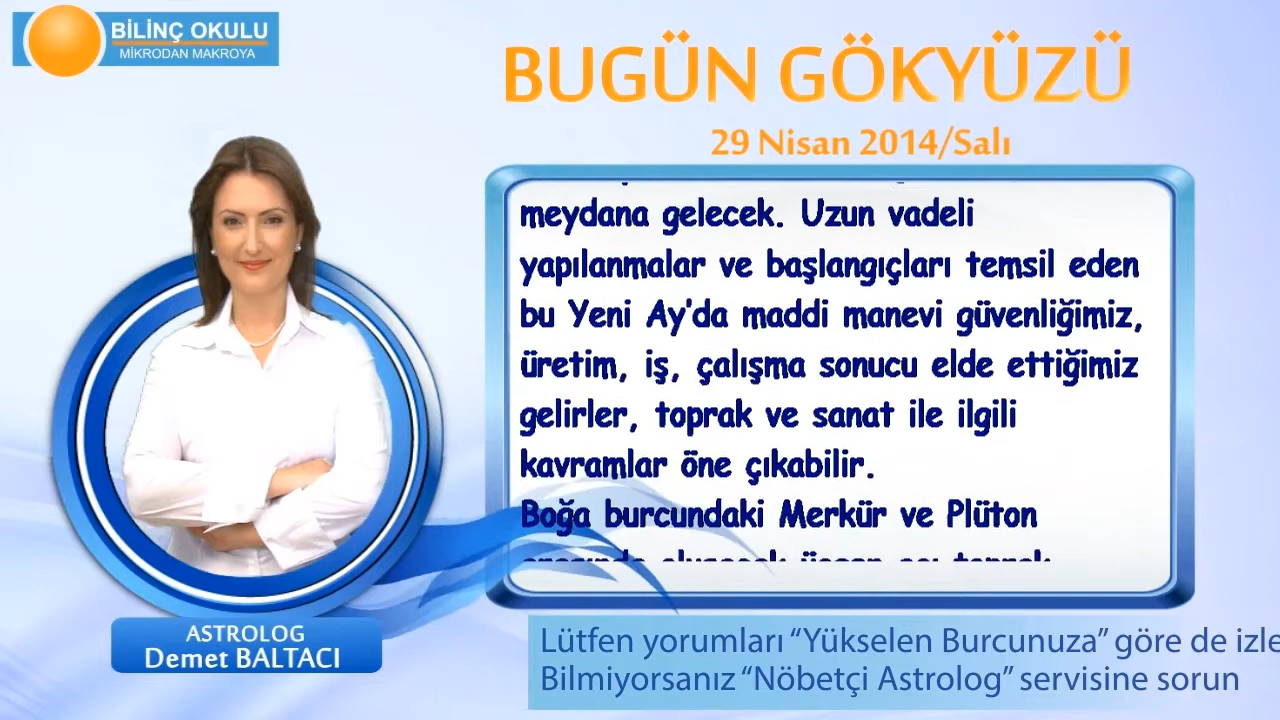 BİLİNÇ OKULU
MİKRODAN MAKROYA
BUGÜN GÖKYÜZÜ
29 Nisan 2014/Salı
meydana gelecek. Uzun vadeli
yapılanmalar ve başlangıçları temsil eden
bu Yeni Ay'da maddi manevi güvenliğimiz,
üretim, iş, çalışma sonucu elde ettiğimiz
gelirler, toprak ve sanat ile ilgili
kavramlar öne çıkabilir.
Boğa burcundaki Merkür ve Plüton
ASTROLOG
Demet BALTACI
Lütfen yorumları “Yükselen Burcunuza” göre de izle
Bilmiyorsanız “Nöbetçi Astrolog” servisine sorun